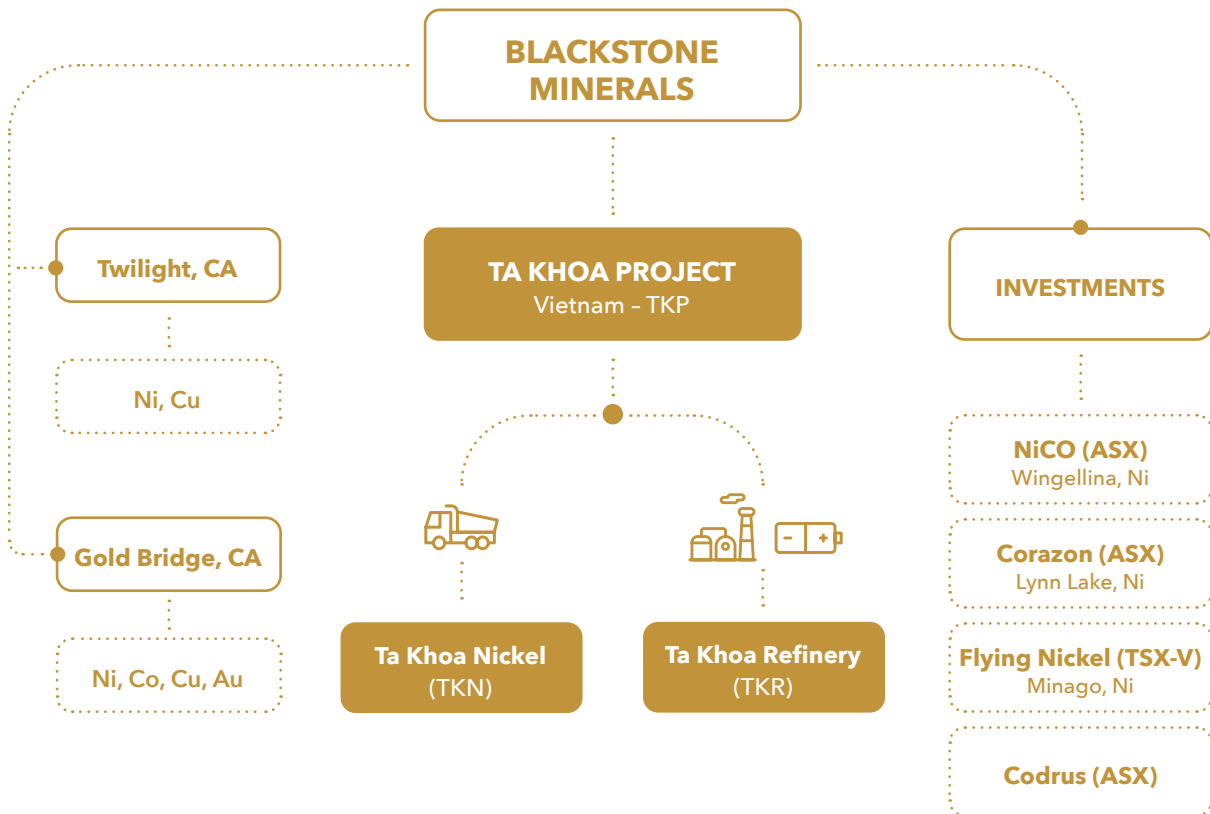 BLACKSTONE
MINERALS
Twilight, CA
Ni, Cu
Gold Bridge, CA
Ni, Co, Cu, Au
TA KHOA PROJECT
Vietnam – TKP
Ta Khoa Nickel
(TKN)
Ta Khoa Refinery
(TKR)
INVESTMENTS
NiCO (ASX)
Wingellina, Ni
Corazon (ASX)
Lynn Lake, Ni
Flying Nickel (TSX-V)
Minago, Ni
Codrus (ASX)